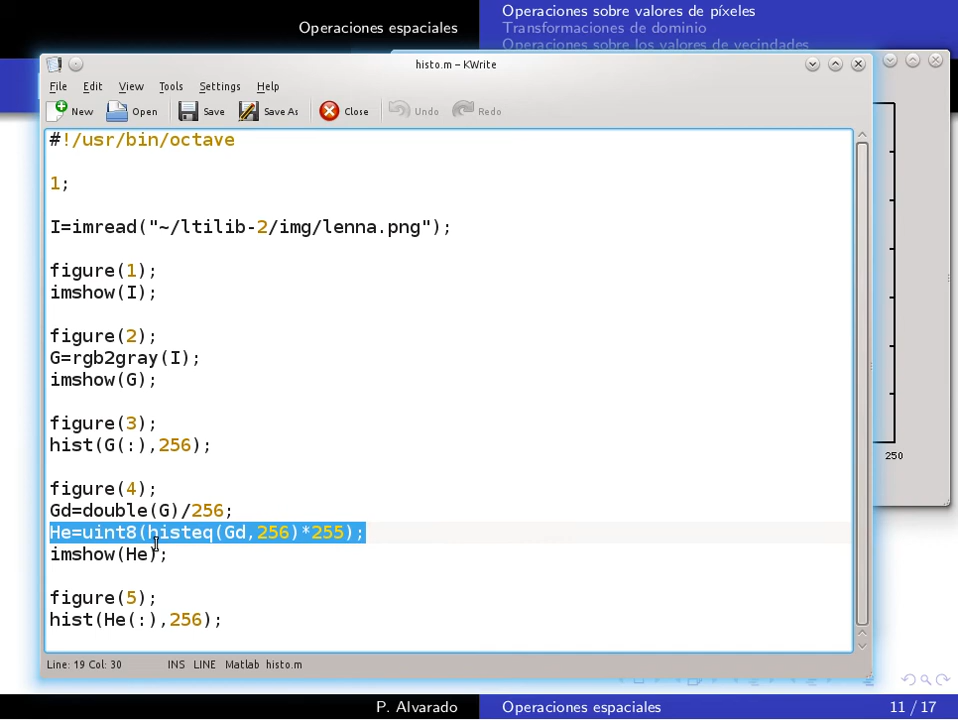 Operaciones espaciales
Operaciones sobre valores de píxeles
Transformaciones de dominio
Operaciones sobre los valores de vecindades
histo.m – KWrite
File Edit View Tools Settings Help
New Open Save Save As Close Undo Redo
#!/usr/bin/octave
1;
I=imread("~/ltilib-2/img/lenna.png");
figure(1);
imshow(I);
figure(2);
G=rgb2gray(I);
imshow(G);
figure(3);
hist(G(:),256);
figure(4);
Gd=double(G)/256;
He=uint8(histeq(Gd,256)*255);
imshow(He);
figure(5);
hist(He(:),256);
250
Line: 19 Col: 30 INS LINE Matlab histo.m
P. Alvarado Operaciones espaciales 11 / 17